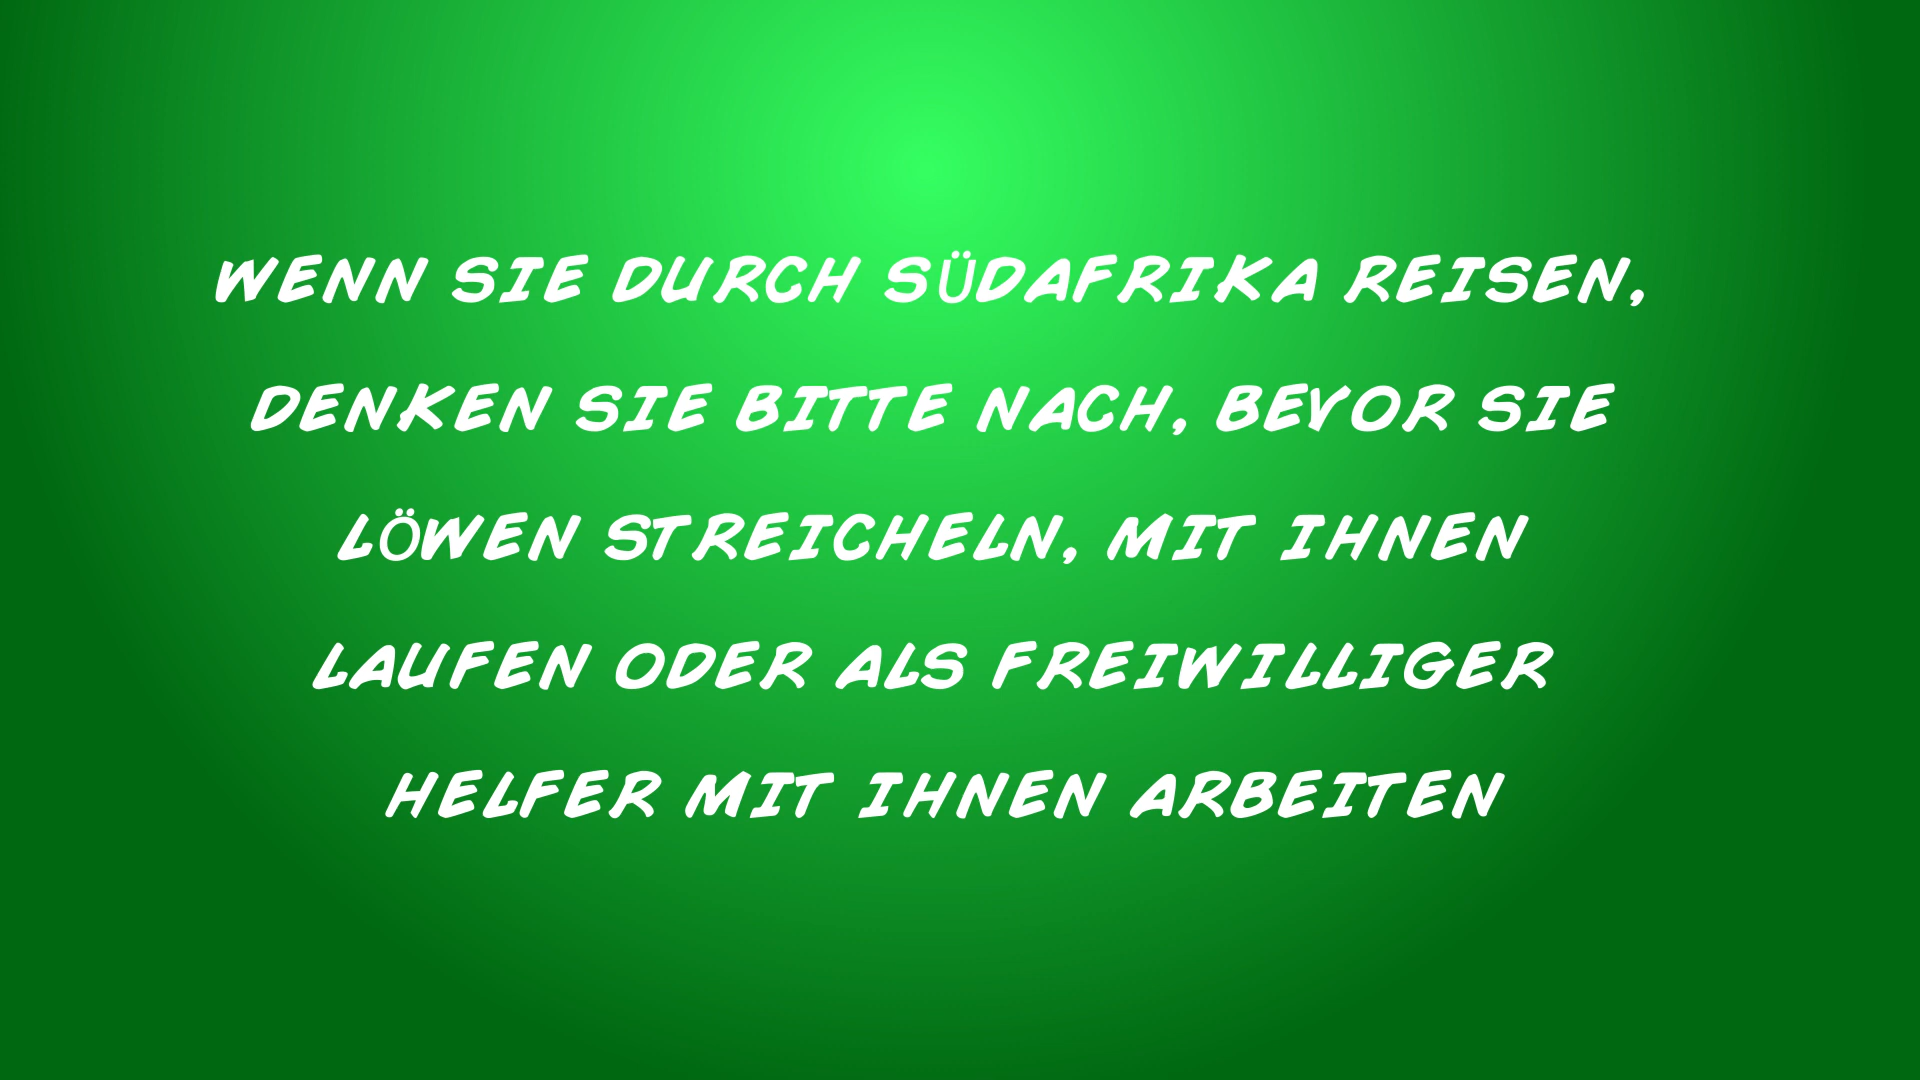 WENN SIE DURCH SÜDAFRIKA REISEN,
DENKEN SIE BITTE NACH, BEVOR SIE
LÖWEN STREICHELN, MIT IHNEN
LAUFEN ODER ALS FREIWILLIGER
HELFER MIT IHNEN ARBEITEN